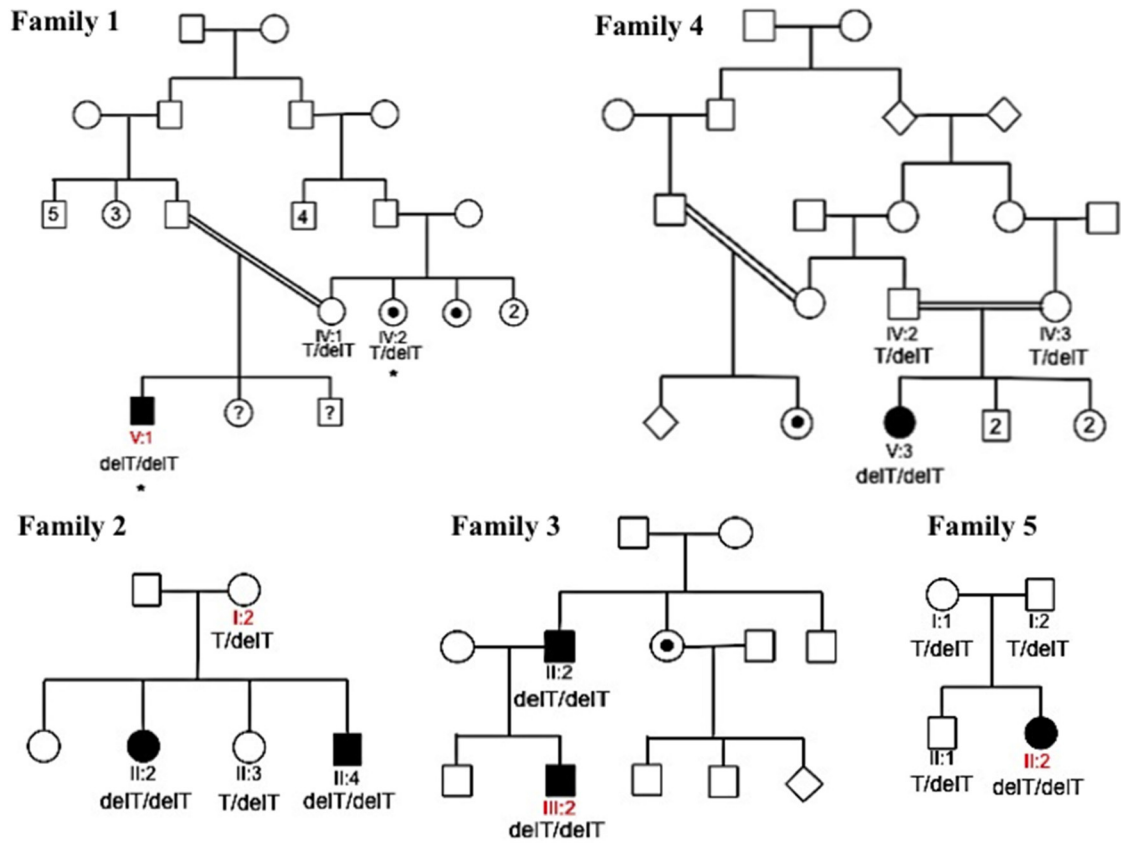 Family 1
5
3
4
2
IV:1
T/delT
IV:2
T/delT
*
?
?
V:1
delT/delT
*
Family 4
IV:2
T/delT
IV:3
T/delT
2
2
V:3
delT/delT
Family 2
I:2
T/delT
II:2
delT/delT
II:3
T/delT
II:4
delT/delT
Family 3
II:2
delT/delT
III:2
delT/delT
Family 5
I:1
T/delT
I:2
T/delT
II:1
T/delT
II:2
delT/delT